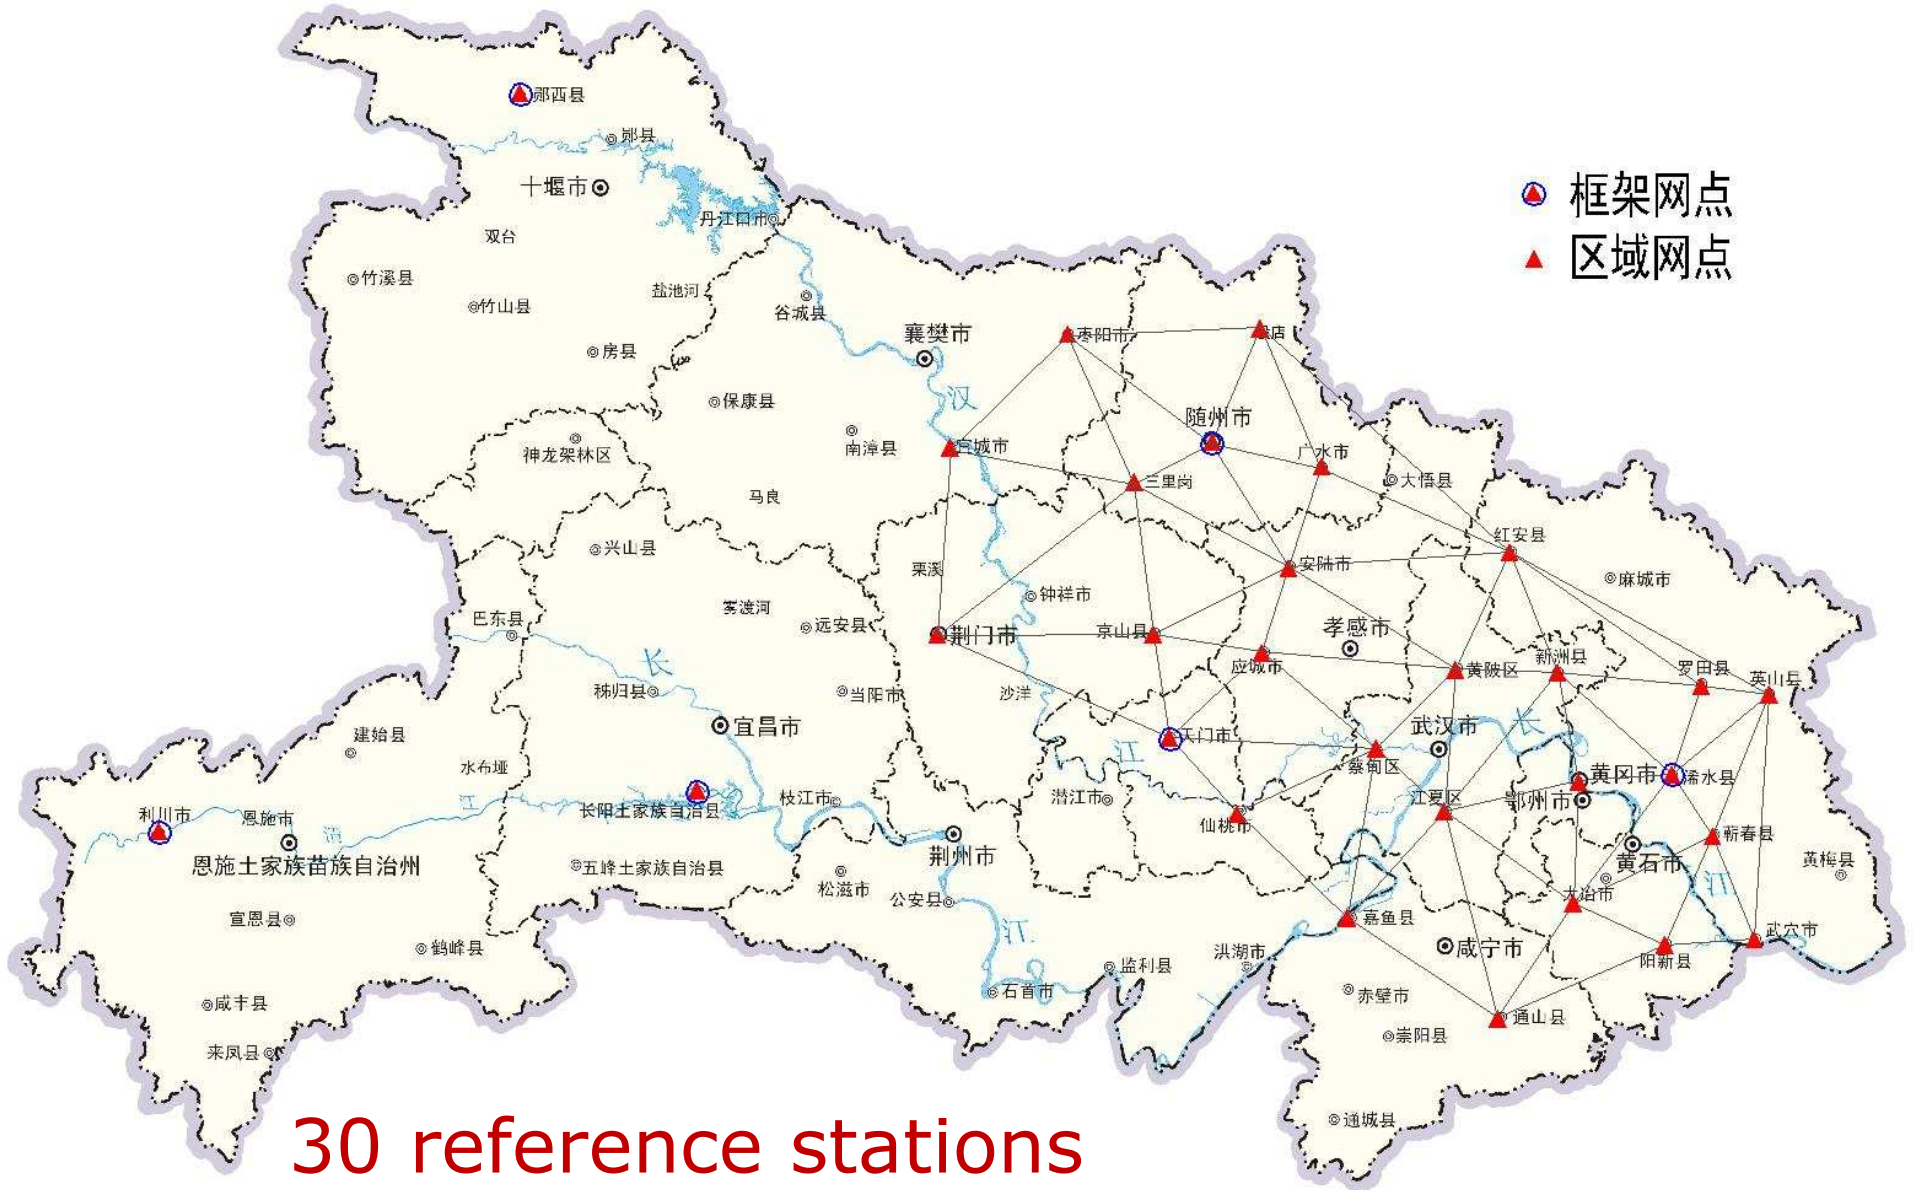 郧西县
郧县
框架网点
十堰市
丹江口市
双台
区域网点
竹溪县
盐池河
竹山县
谷城县
襄樊市
枣阳市
店
房县
汉
保康县
随州市
南漳县
宜城市
广水市
神龙架林区
三里岗
大悟县
马良
红安县
兴山县
栗溪
安陆市
麻城市
钟祥市
雾渡河
巴东县
远安县
荆门市
京山县
孝感市
长
应城市
黄陂区
新洲县
罗田县
英山县
秭归县
当阳市
沙洋
宜昌市
天门市
武汉市
长
建始县
江
水布垭
蔡甸区
黄冈市
浠水县
利川市
恩施市
江
长阳土家族自治县
枝江市
潜江市
仙桃市
江夏区
鄂州市
蕲春县
恩施土家族苗族自治州
荆州市
黄石市
黄梅县
五峰土家族自治县
松滋市
公安县
江
大冶市
宣恩县
嘉鱼县
武穴市
江
鹤峰县
洪湖市
咸宁市
阳新县
监利县
咸丰县
石首市
赤壁市
通山县
来凤县
崇阳县
通城县
30 reference stations